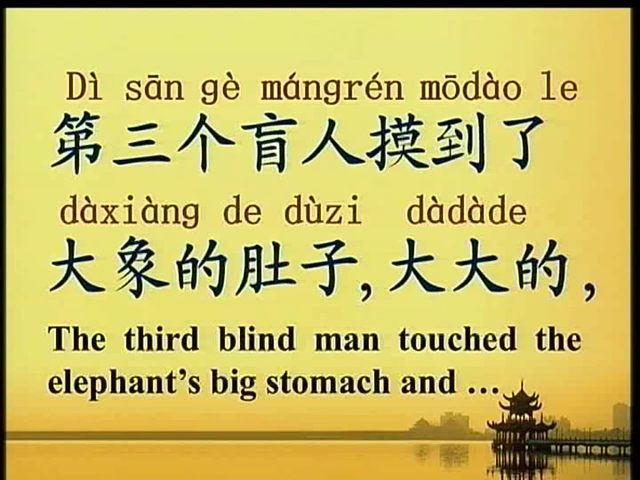 Dì sān gè mángrén mōdào le
第三个盲人摸到了
dàxiàng de dùzi dàdàde
大象的肚子,大大的,
The third blind man touched the
elephant's big stomach and …